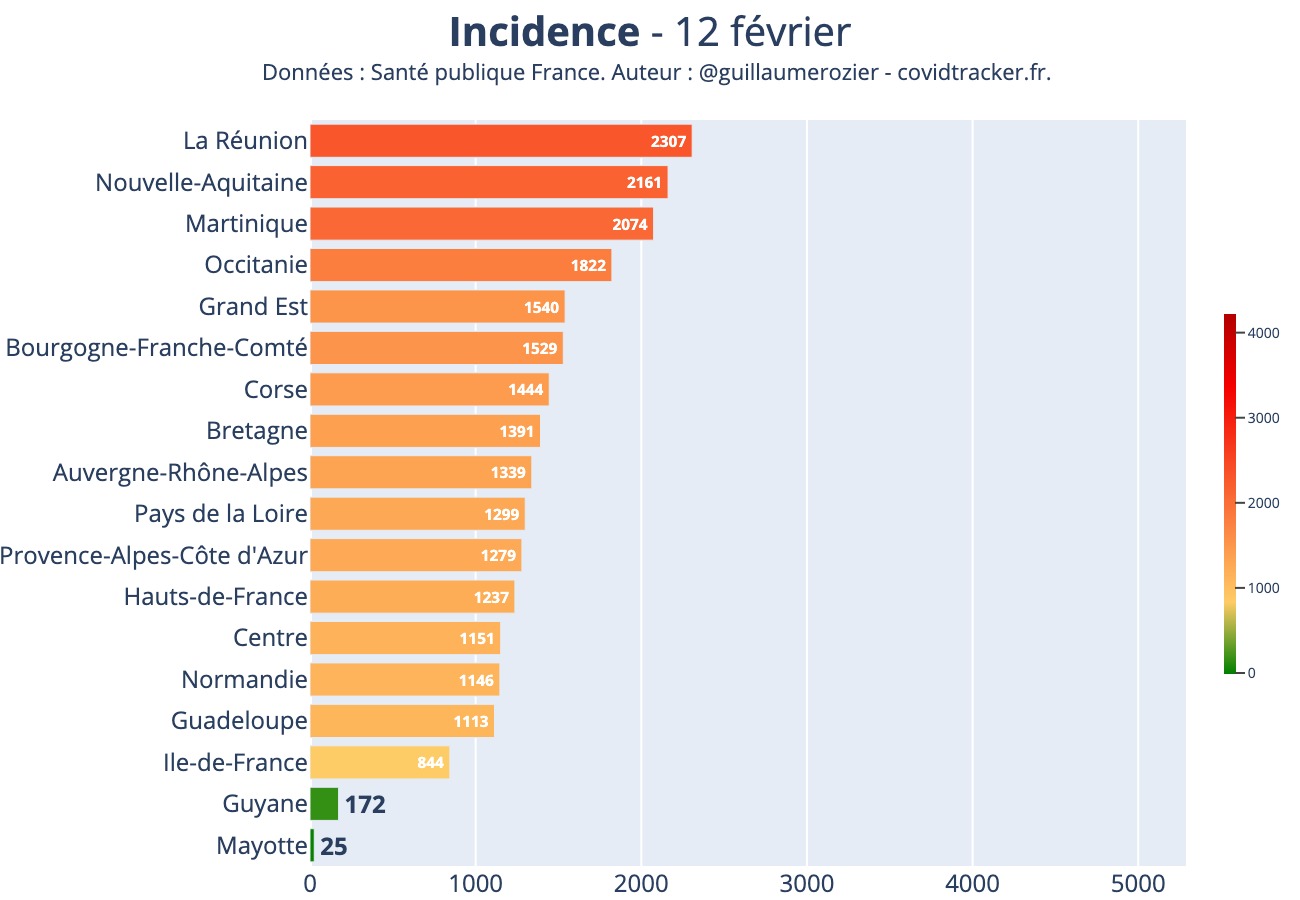 Incidence - 12 février
Données : Santé publique France. Auteur : @guillaumerozier - covidtracker.fr.
La Réunion 2307
Nouvelle-Aquitaine 2161
Martinique 2074
Occitanie 1822
Grand Est 1540
Bourgogne-Franche-Comté 1529
Corse 1444
Bretagne 1391
Auvergne-Rhône-Alpes 1339
Pays de la Loire 1299
Provence-Alpes-Côte d'Azur 1279
Hauts-de-France 1237
Centre 1151
Normandie 1146
Guadeloupe 1113
Ile-de-France 844
Guyane 172
Mayotte 25
0 1000 2000 3000 4000 5000
4000
3000
2000
1000
0